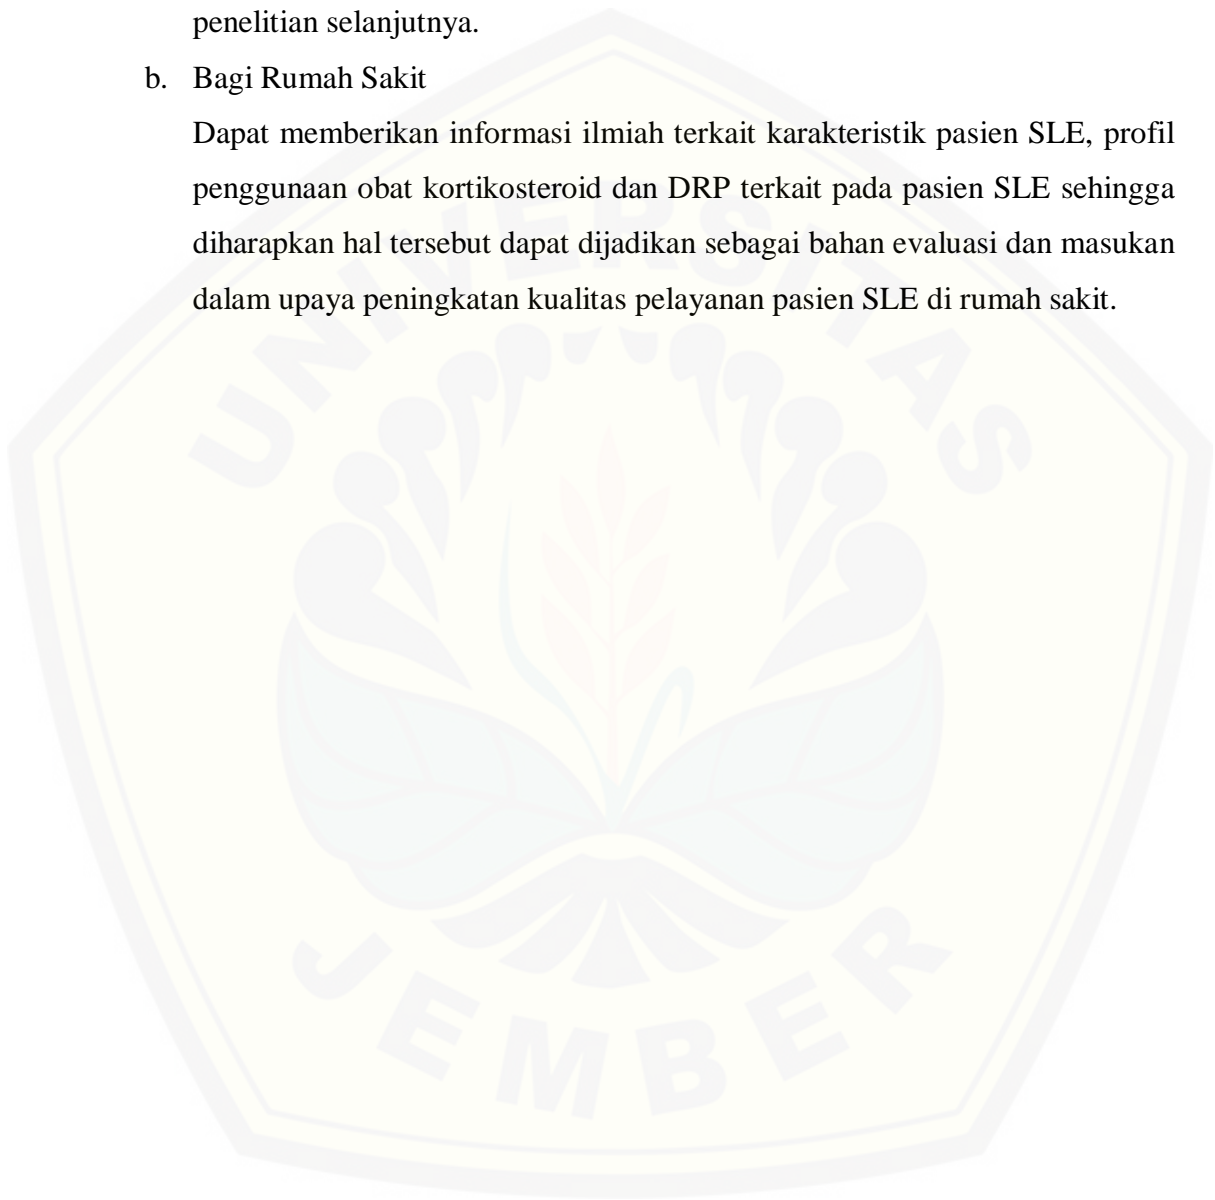 penelitian selanjutnya.
b. Bagi Rumah Sakit
Dapat memberikan informasi ilmiah terkait karakteristik pasien SLE, profil
penggunaan obat kortikosteroid dan DRP terkait pada pasien SLE sehingga
diharapkan hal tersebut dapat dijadikan sebagai bahan evaluasi dan masukan
dalam upaya peningkatan kualitas pelayanan pasien SLE di rumah sakit.
UNIVERSITAS
JEMBER